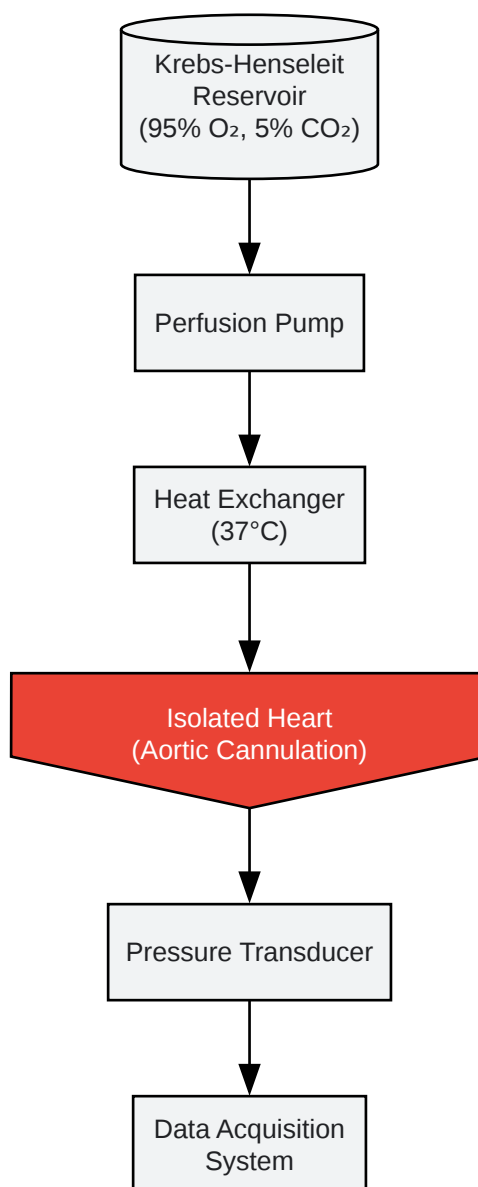 Krebs-Henseleit
Reservoir
(95% O₂, 5% CO₂)
Perfusion Pump
Heat Exchanger
(37°C)
Isolated Heart
(Aortic Cannulation)
Pressure Transducer
Data Acquisition
System